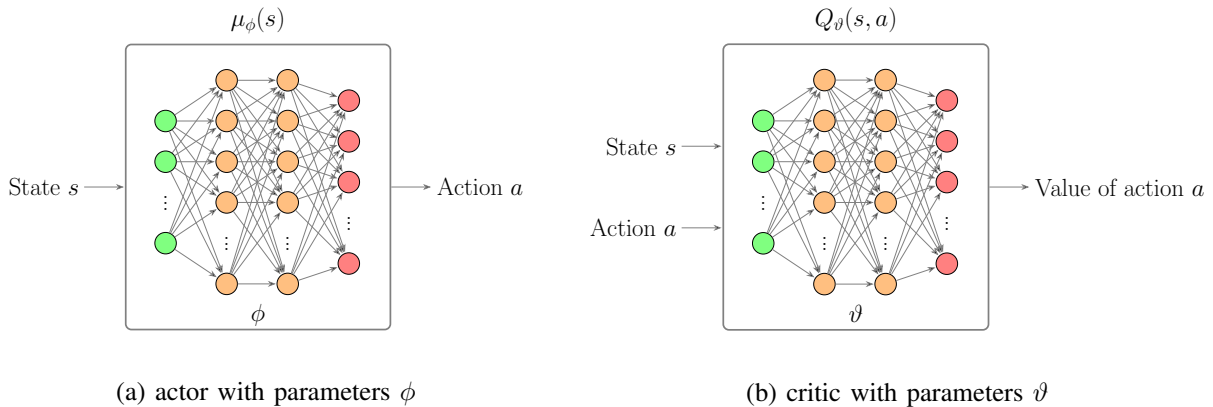 μ_ϕ(s)
State s
Action a
ϕ
(a) actor with parameters ϕ
Q_ϑ(s, a)
State s
Action a
Value of action a
ϑ
(b) critic with parameters ϑ